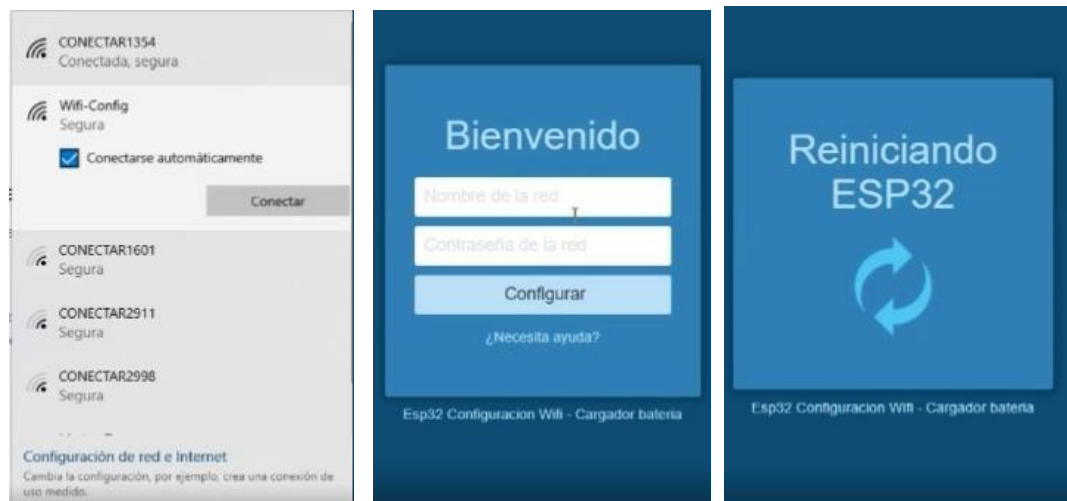 CONECTAR1354
Conectada, segura
Wifi-Config
Segura
Conectarse automáticamente
Conectar
CONECTAR1601
Segura
CONECTAR2911
Segura
CONECTAR2998
Segura
Configuración de red e Internet
Cambia la configuración, por ejemplo, crea una conexión de
uso medido.
Bienvenido
Nombre de la red
Contraseña de la red
Configurar
¿Necesita ayuda?
Esp32 Configuracion Wifi - Cargador bateria
Reiniciando
ESP32
Esp32 Configuracion Wifi - Cargador bateria